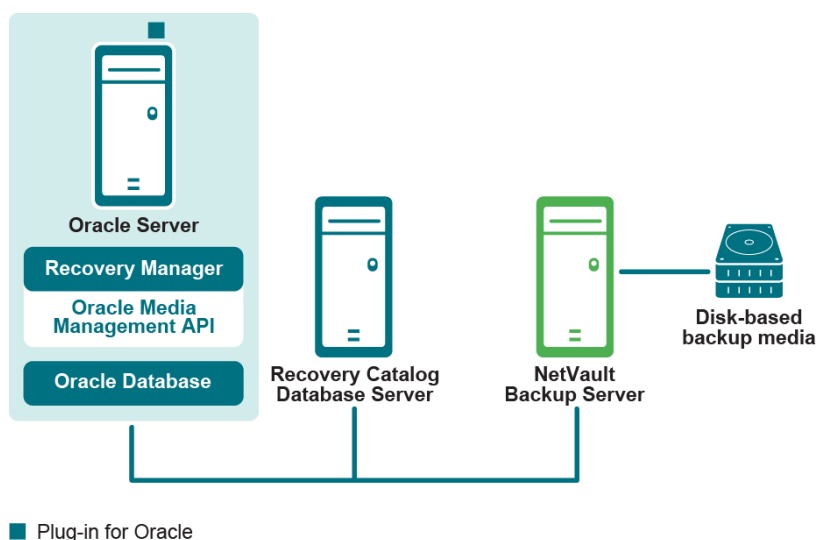 Oracle Server
Recovery Manager
Oracle Media
Management API
Oracle Database
Recovery Catalog
Database Server
NetVault
Backup Server
Disk-based
backup media
Plug-in for Oracle